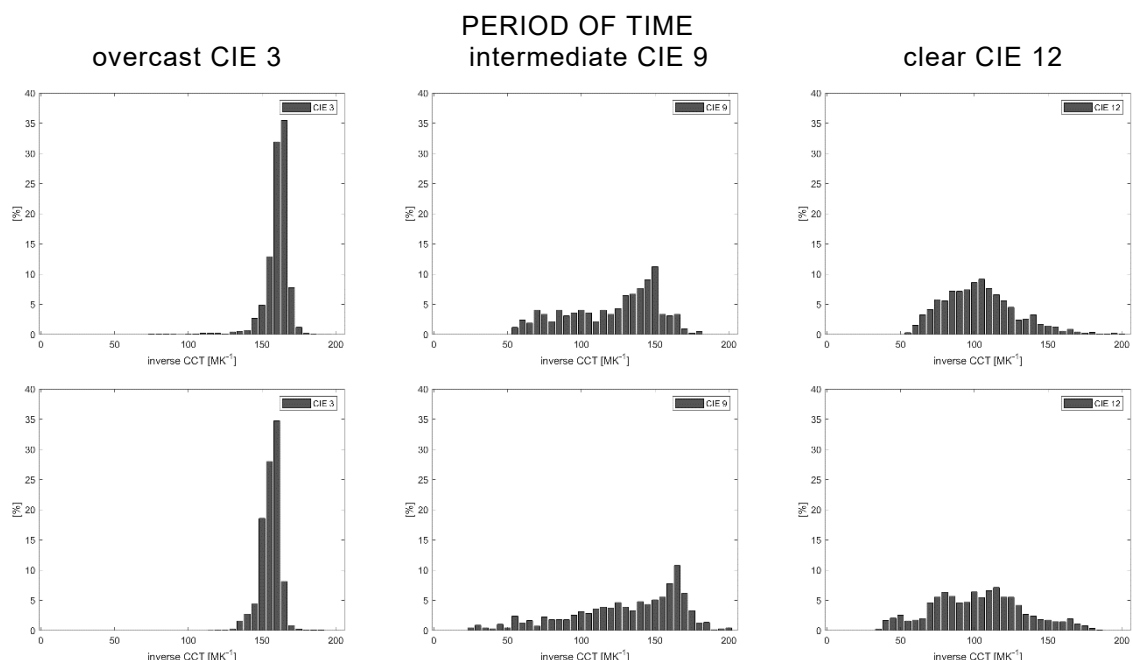 PERIOD OF TIME
overcast CIE 3
intermediate CIE 9
clear CIE 12
40
35
30
25
20
15
10
5
0
[%]
CIE 3
0 50 100 150 200
inverse CCT [MK⁻¹]
40
35
30
25
20
15
10
5
0
[%]
CIE 9
0 50 100 150 200
inverse CCT [MK⁻¹]
40
35
30
25
20
15
10
5
0
[%]
CIE 12
0 50 100 150 200
inverse CCT [MK⁻¹]
40
35
30
25
20
15
10
5
0
[%]
CIE 3
0 50 100 150 200
inverse CCT [MK⁻¹]
40
35
30
25
20
15
10
5
0
[%]
CIE 9
0 50 100 150 200
inverse CCT [MK⁻¹]
40
35
30
25
20
15
10
5
0
[%]
CIE 12
0 50 100 150 200
inverse CCT [MK⁻¹]